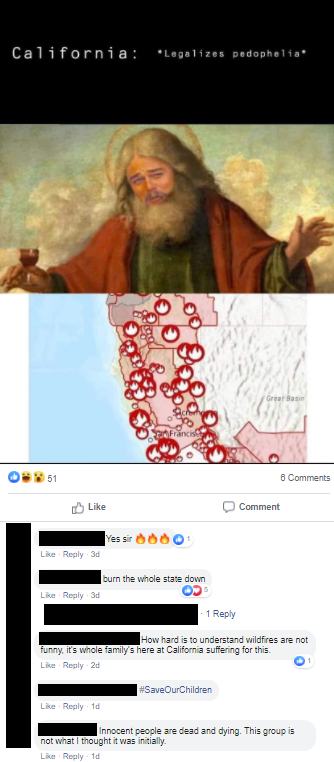 California: *Legalizes pedophelia*
Great Basin
51
6 Comments
Like Comment
Yes sir 🔥🔥🔥 1
Like · Reply · 3d
burn the whole state down
5
Like · Reply · 3d
· 1 Reply
How hard is to understand wildfires are not
funny, it's whole family's here at California suffering for this.
1
Like · Reply · 2d
#SaveOurChildren
Like · Reply · 1d
Innocent people are dead and dying. This group is
not what I thought it was initially.
Like · Reply · 1d